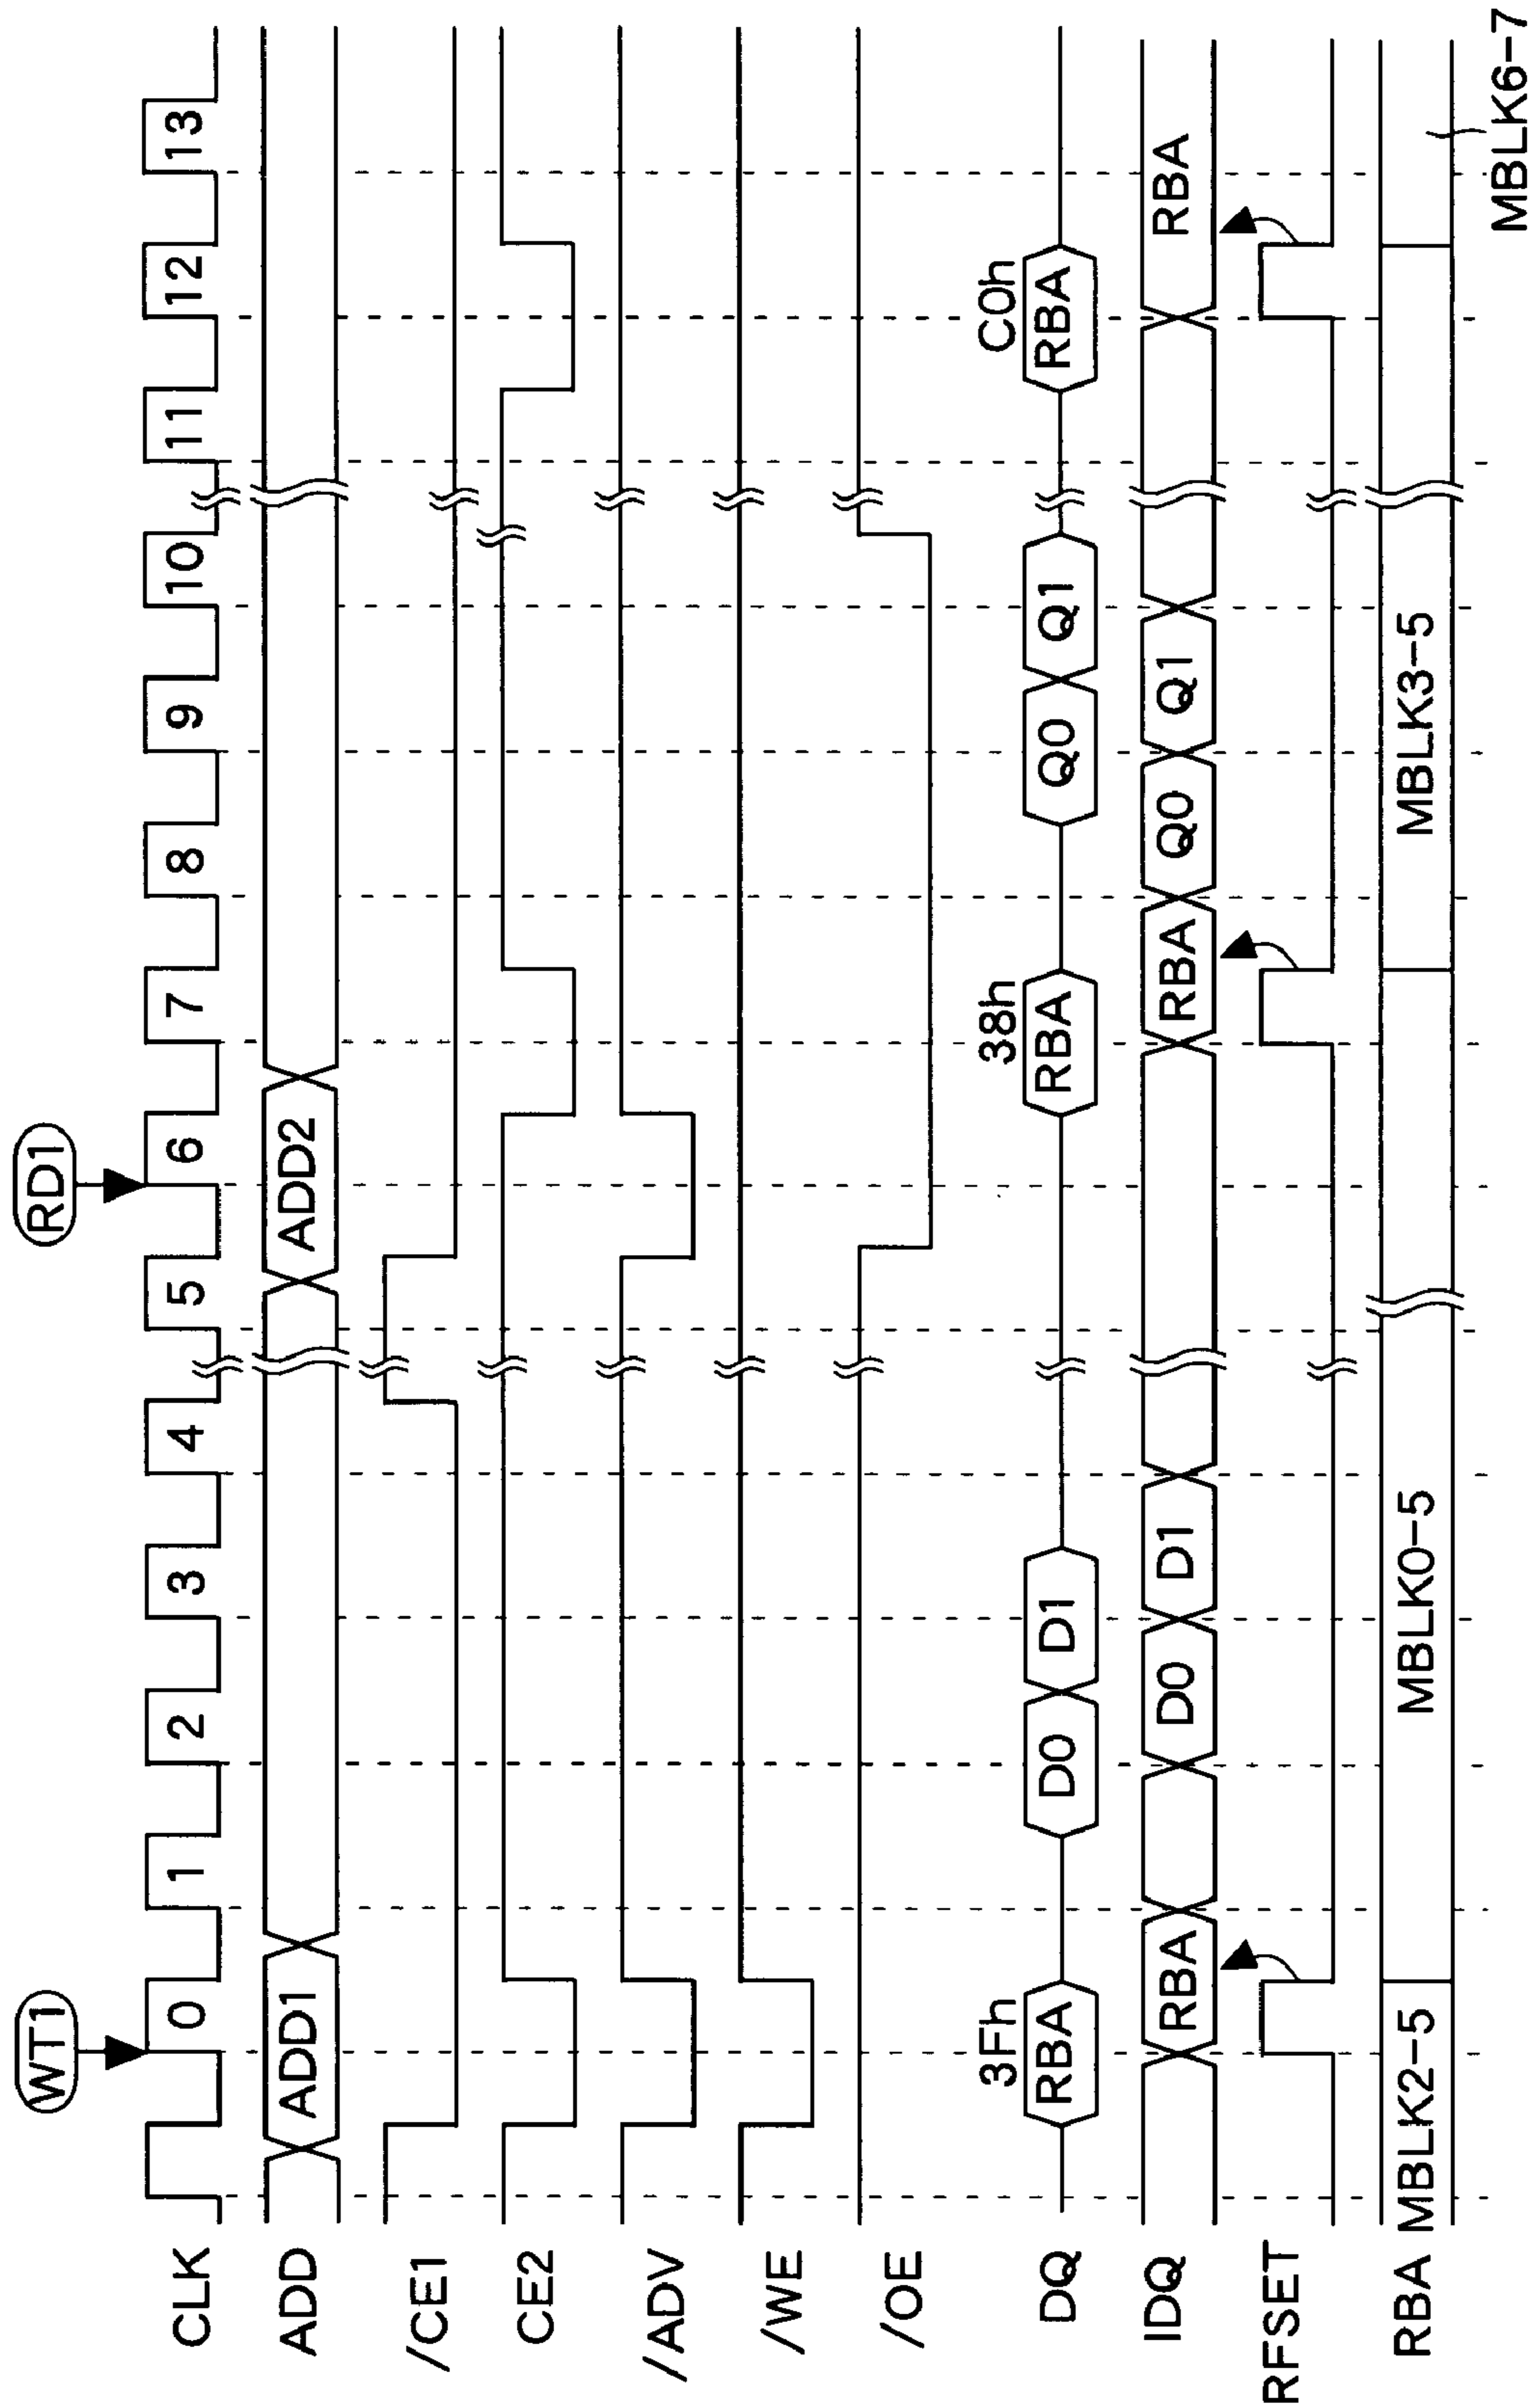 WT1 RD1
CLK 0 1 2 3 4 5 6 7 8 9 10 11 12 13
ADD ADD1 ADD2
/CE1
CE2
/ADV
/WE
/OE
3Fh 38h C0h
DQ RBA D0 D1 RBA Q0 Q1 RBA
IDQ RBA D0 D1 RBA Q0 Q1 RBA
RFSET
RBA MBLK2-5 MBLK0-5 MBLK3-5
MBLK6-7